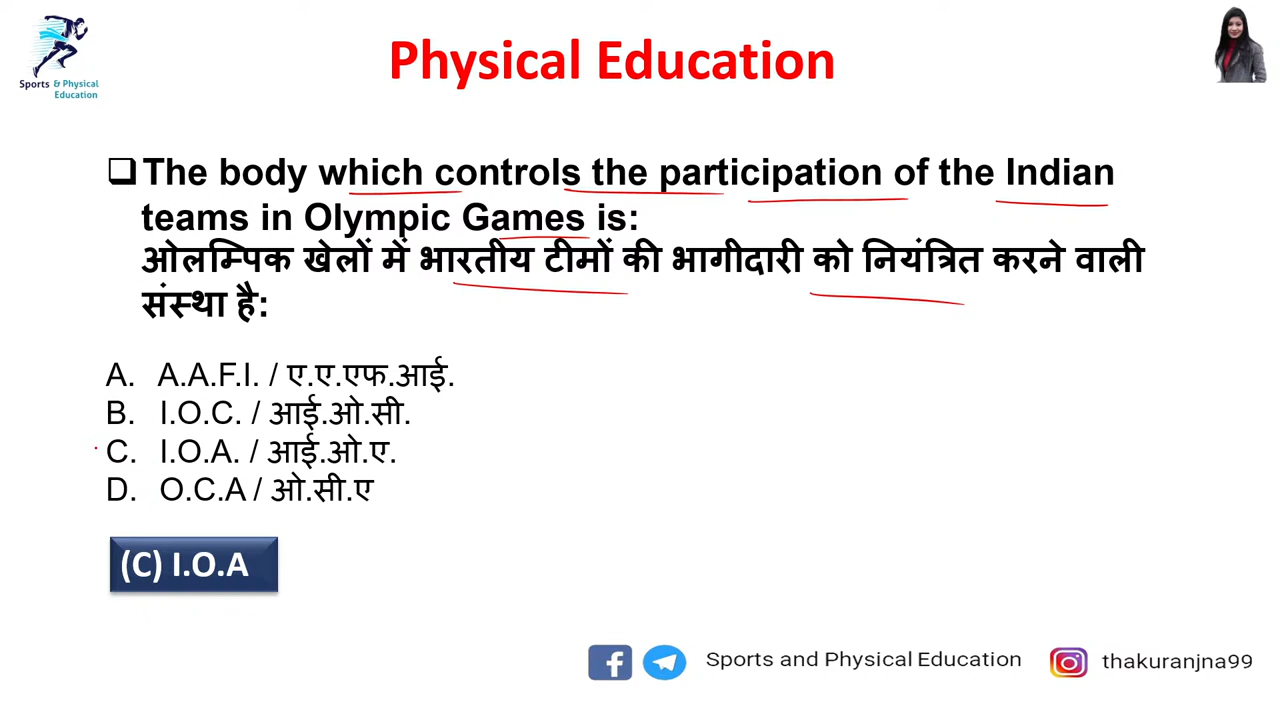 Physical Education
Sports & Physical
Education
❑ The body which controls the participation of the Indian
teams in Olympic Games is:
ओलम्पिक खेलों में भारतीय टीमों की भागीदारी को नियंत्रित करने वाली
संस्था है:
A. A.A.F.I. / ए.ए.एफ.आई.
B. I.O.C. / आई.ओ.सी.
C. I.O.A. / आई.ओ.ए.
D. O.C.A / ओ.सी.ए
(C) I.O.A
Sports and Physical Education thakuranjna99